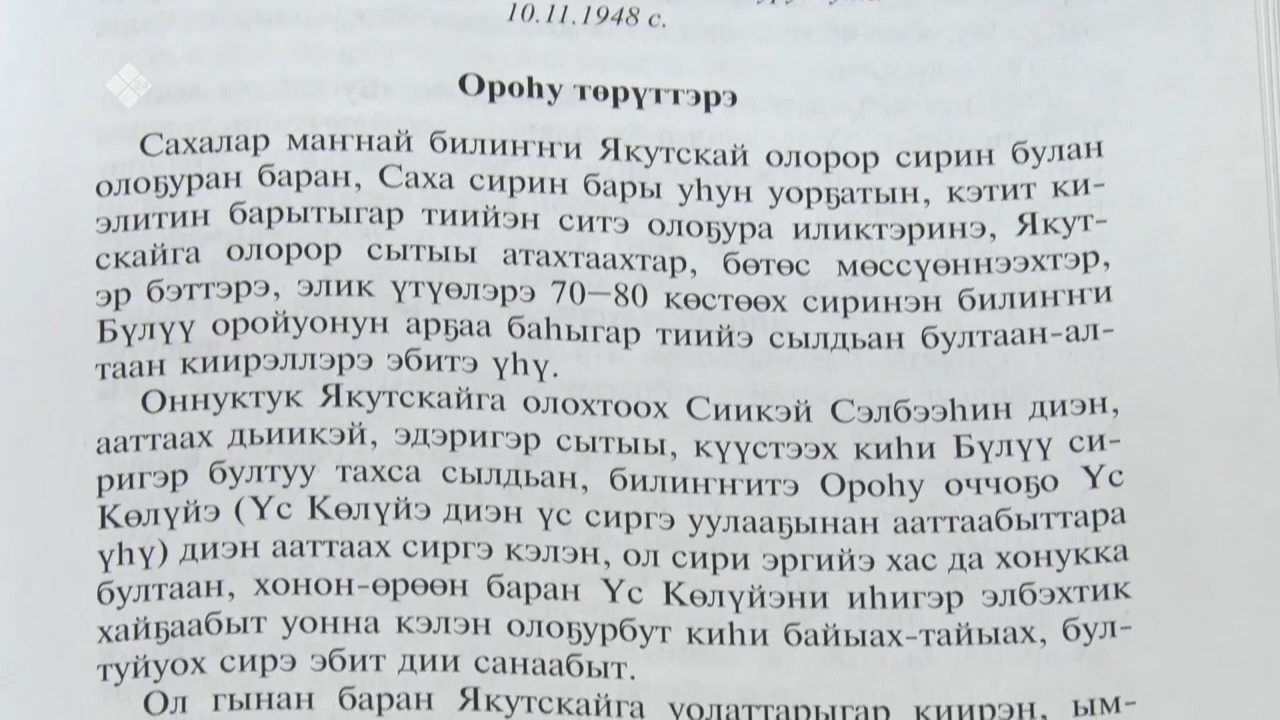 10.11.1948 с.
Ороһу төрүттэрэ
Сахалар маҥнай билиҥҥи Якутскай олорор сирин булан
олоҕуран баран, Саха сирин бары уһун уорҕатын, кэтит ки-
элитин барытыгар тиийэн ситэ олоҕура иликтэринэ, Якут-
скайга олорор сытыы атахтаахтар, бөтөс мөссүөннээхтэр,
эр бэттэрэ, элик үтүөлэрэ 70—80 көстөөх сиринэн билиҥҥи
Бүлүү оройуонун арҕаа баһыгар тиийэ сылдьан бултаан-ал-
таан киирэллэрэ эбитэ үһү.
Оннуктук Якутскайга олохтоох Сиикэй Сэлбээһин диэн,
ааттаах дьиикэй, эдэригэр сытыы, күүстээх киһи Бүлүү си-
ригэр бултуу тахса сылдьан, билиҥҥитэ Ороһу оччоҕо Үс
Көлүйэ (Үс Көлүйэ диэн үс сиргэ уулааҕынан ааттаабыттара
үһү) диэн ааттаах сиргэ кэлэн, ол сири эргийэ хас да хонукка
бултаан, хонон-өрөөн баран Үс Көлүйэни иһигэр элбэхтик
хайҕаабыт уонна кэлэн олоҕурбут киһи байыах-тайыах, бул-
туйуох сирэ эбит дии санаабыт.
Ол гынан баран Якутскайга уолаттарыгар киирэн, ым-